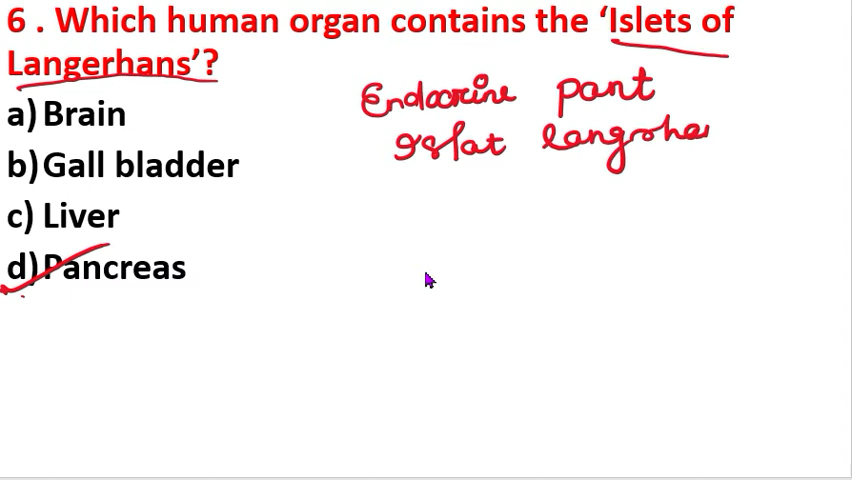 6 . Which human organ contains the ‘Islets of
Langerhans’?
Endocrine part
a) Brain
b) Gall bladder
c) Liver
d) Pancreas